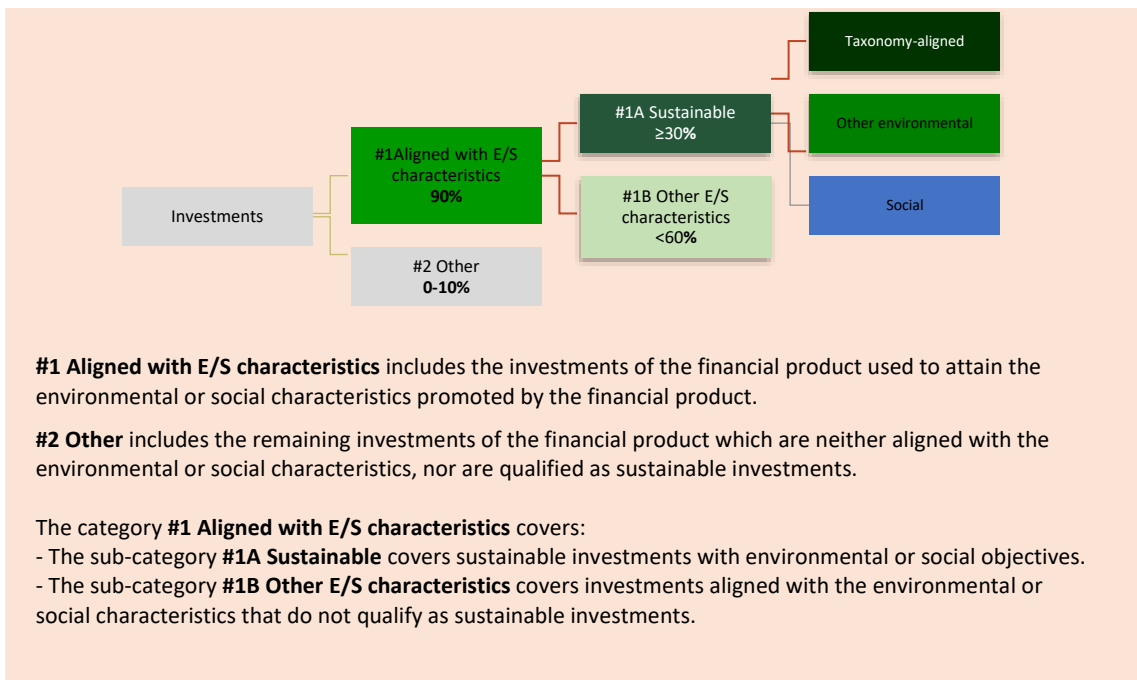 Taxonomy-aligned
#1A Sustainable
≥30%
Other environmental
#1Aligned with E/S
characteristics
90%
#1B Other E/S
characteristics
<60%
Social
Investments
#2 Other
0-10%
#1 Aligned with E/S characteristics includes the investments of the financial product used to attain the
environmental or social characteristics promoted by the financial product.
#2 Other includes the remaining investments of the financial product which are neither aligned with the
environmental or social characteristics, nor are qualified as sustainable investments.
The category #1 Aligned with E/S characteristics covers:
- The sub-category #1A Sustainable covers sustainable investments with environmental or social objectives.
- The sub-category #1B Other E/S characteristics covers investments aligned with the environmental or
social characteristics that do not qualify as sustainable investments.